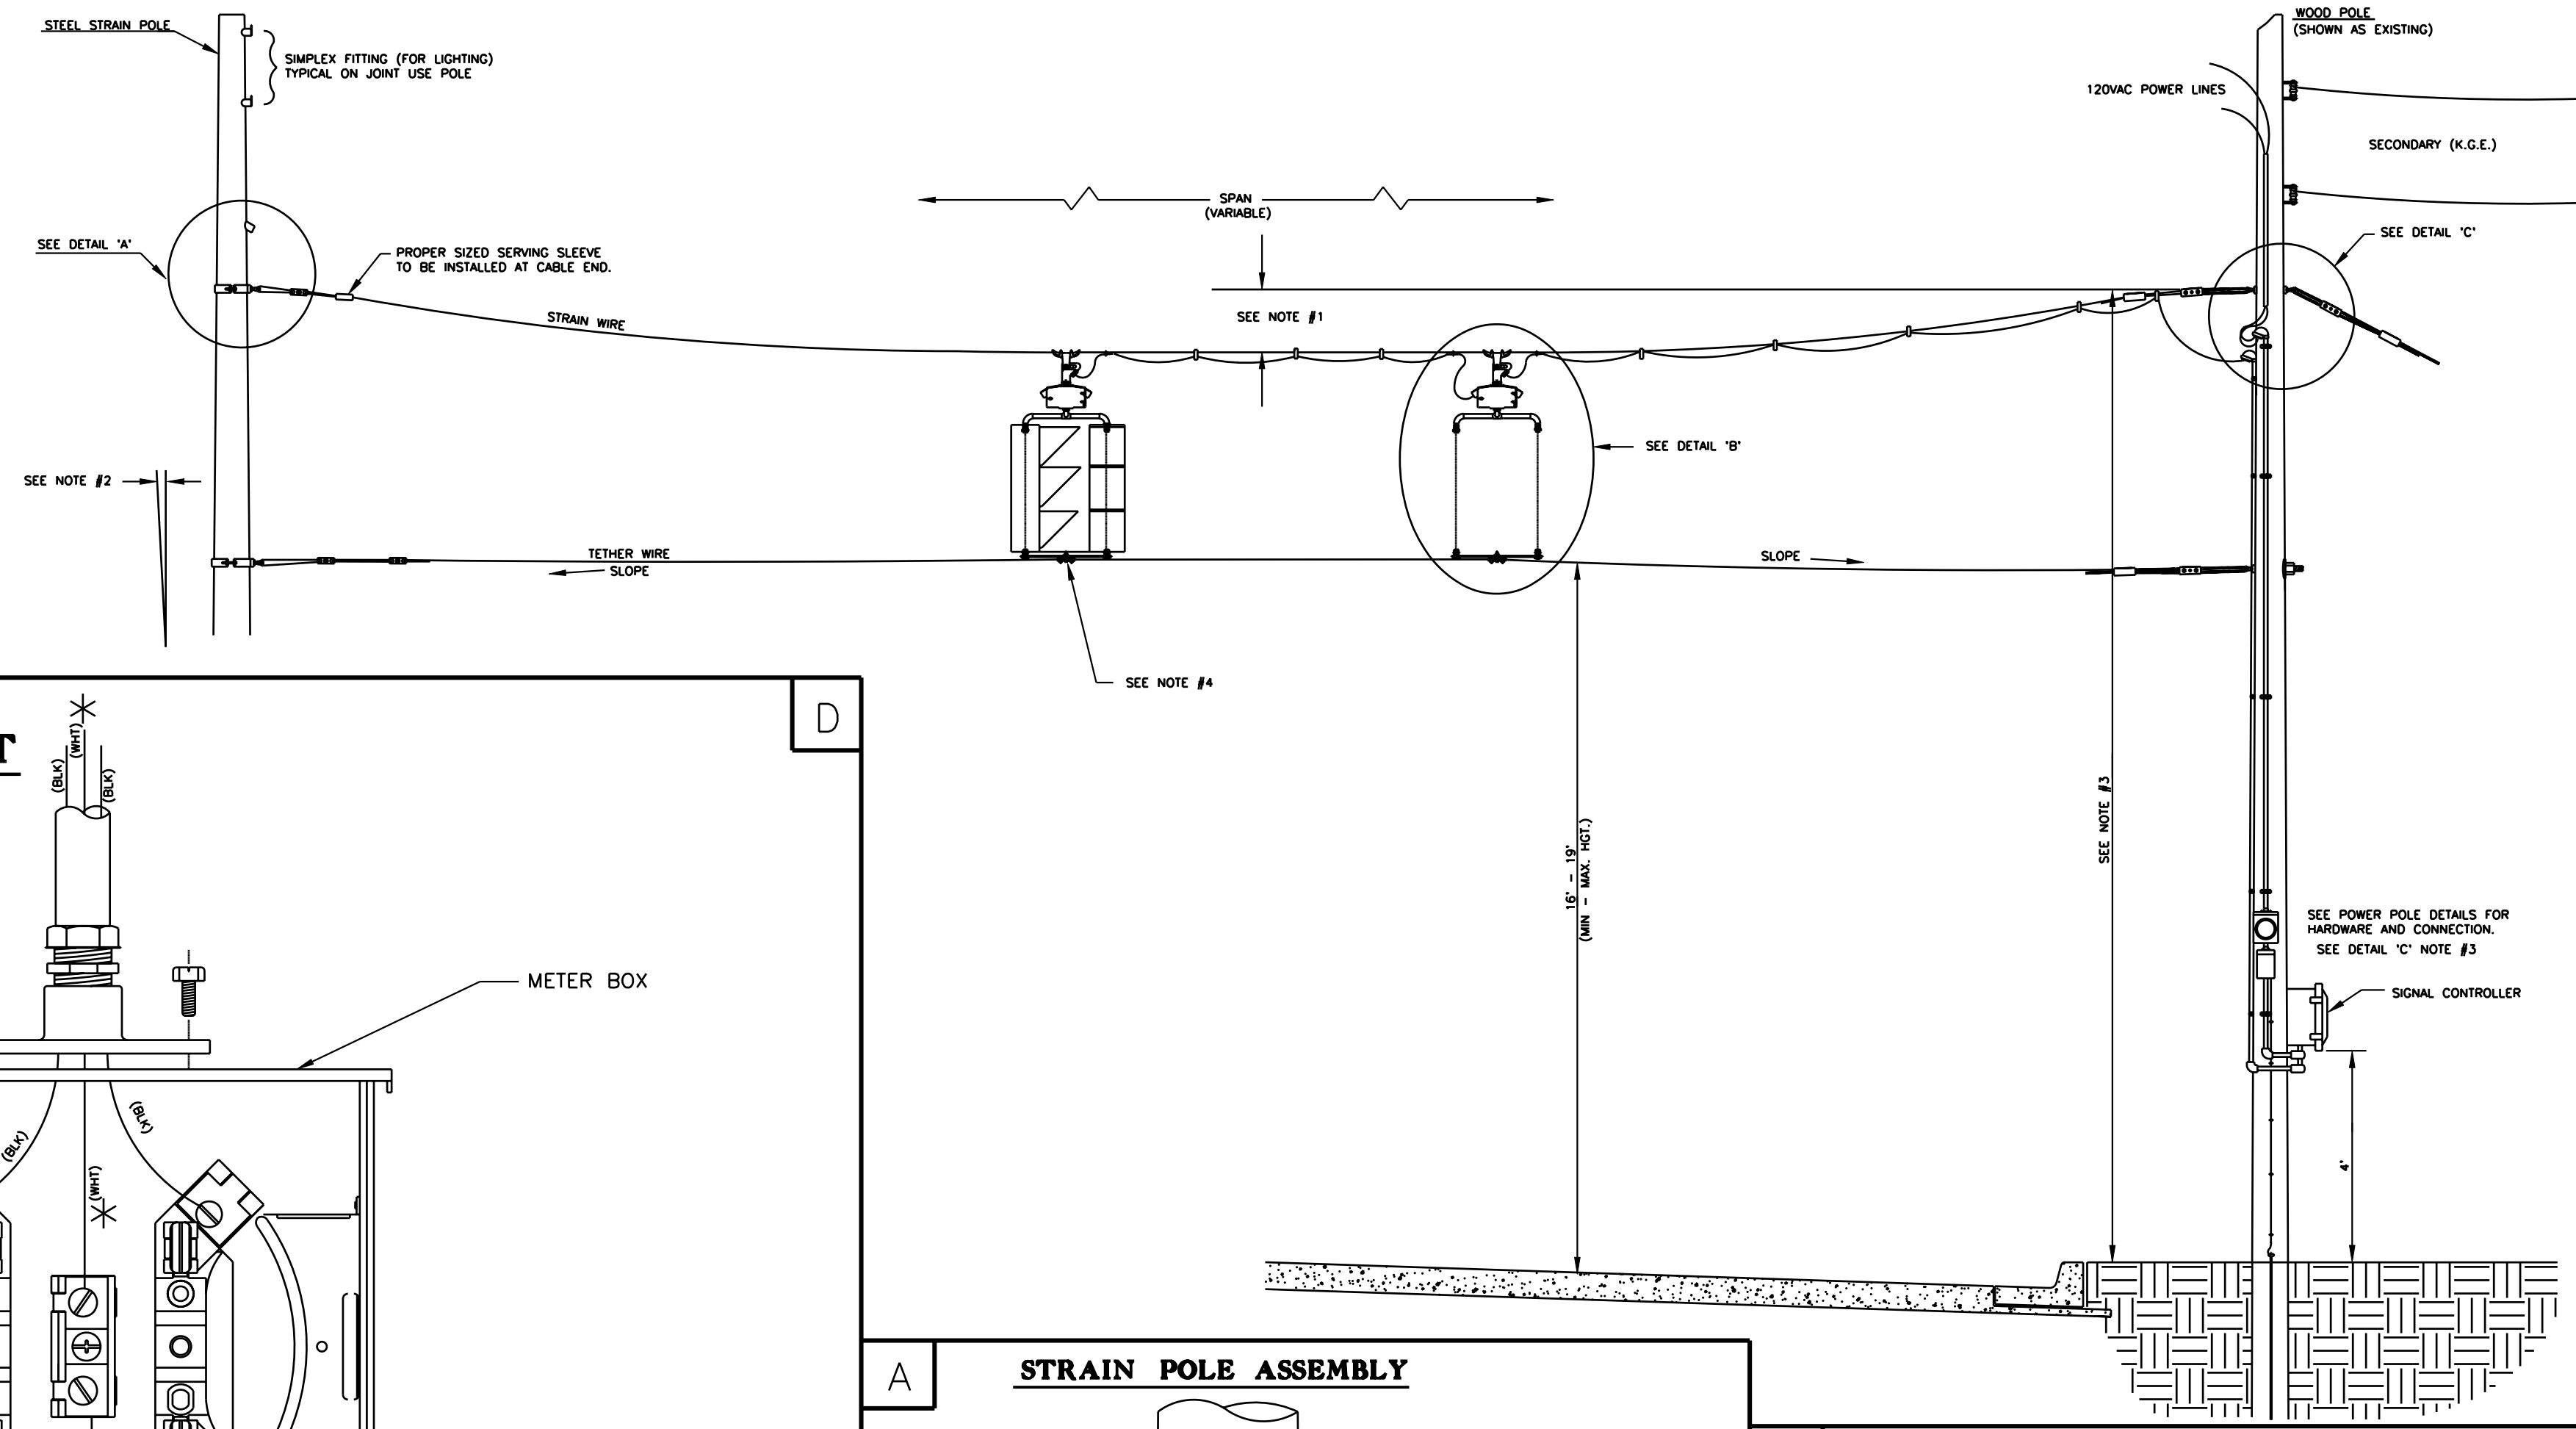 STEEL STRAIN POLE
SIMPLEX FITTING (FOR LIGHTING)
TYPICAL ON JOINT USE POLE
WOOD POLE
(SHOWN AS EXISTING)
120VAC POWER LINES
SECONDARY (K.G.E.)
SPAN
(VARIABLE)
SEE DETAIL 'A'
PROPER SIZED SERVING SLEEVE
TO BE INSTALLED AT CABLE END.
SEE DETAIL 'C'
STRAIN WIRE
SEE NOTE #1
SEE DETAIL 'B'
SEE NOTE #2
TETHER WIRE
SLOPE
SLOPE
SEE NOTE #4
16' - 19'
(MIN - MAX. HGT.)
SEE NOTE #3
SEE POWER POLE DETAILS FOR
HARDWARE AND CONNECTION.
SEE DETAIL 'C' NOTE #3
SIGNAL CONTROLLER
4'
D
T
(BLK)
(WHT)
(BLK)
METER BOX
(BLK)
(BLK)
(WHT)
A
STRAIN POLE ASSEMBLY